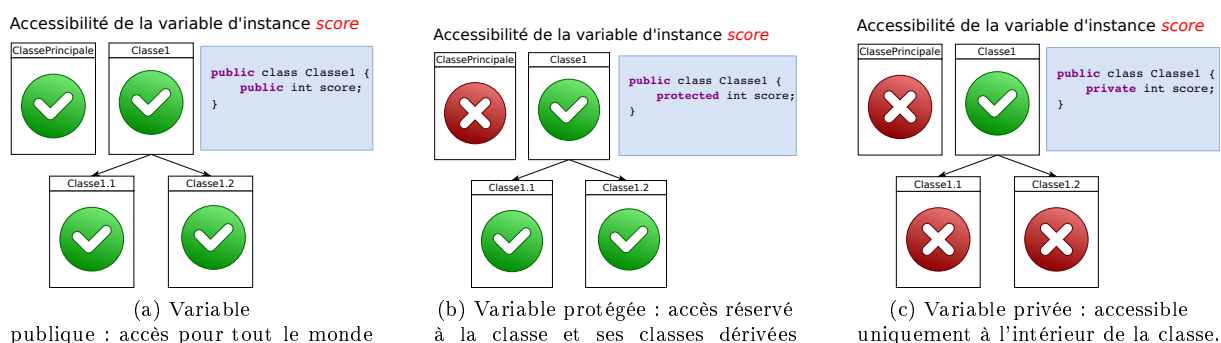 Accessibilité de la variable d'instance score
ClassePrincipale
Classe1
public class Classe1 {
public int score;
}
Classe1.1
Classe1.2
(a) Variable
publique : accès pour tout le monde
Accessibilité de la variable d'instance score
ClassePrincipale
Classe1
public class Classe1 {
protected int score;
}
Classe1.1
Classe1.2
(b) Variable protégée : accès réservé
à la classe et ses classes dérivées
Accessibilité de la variable d'instance score
ClassePrincipale
Classe1
public class Classe1 {
private int score;
}
Classe1.1
Classe1.2
(c) Variable privée : accessible
uniquement à l'intérieur de la classe.